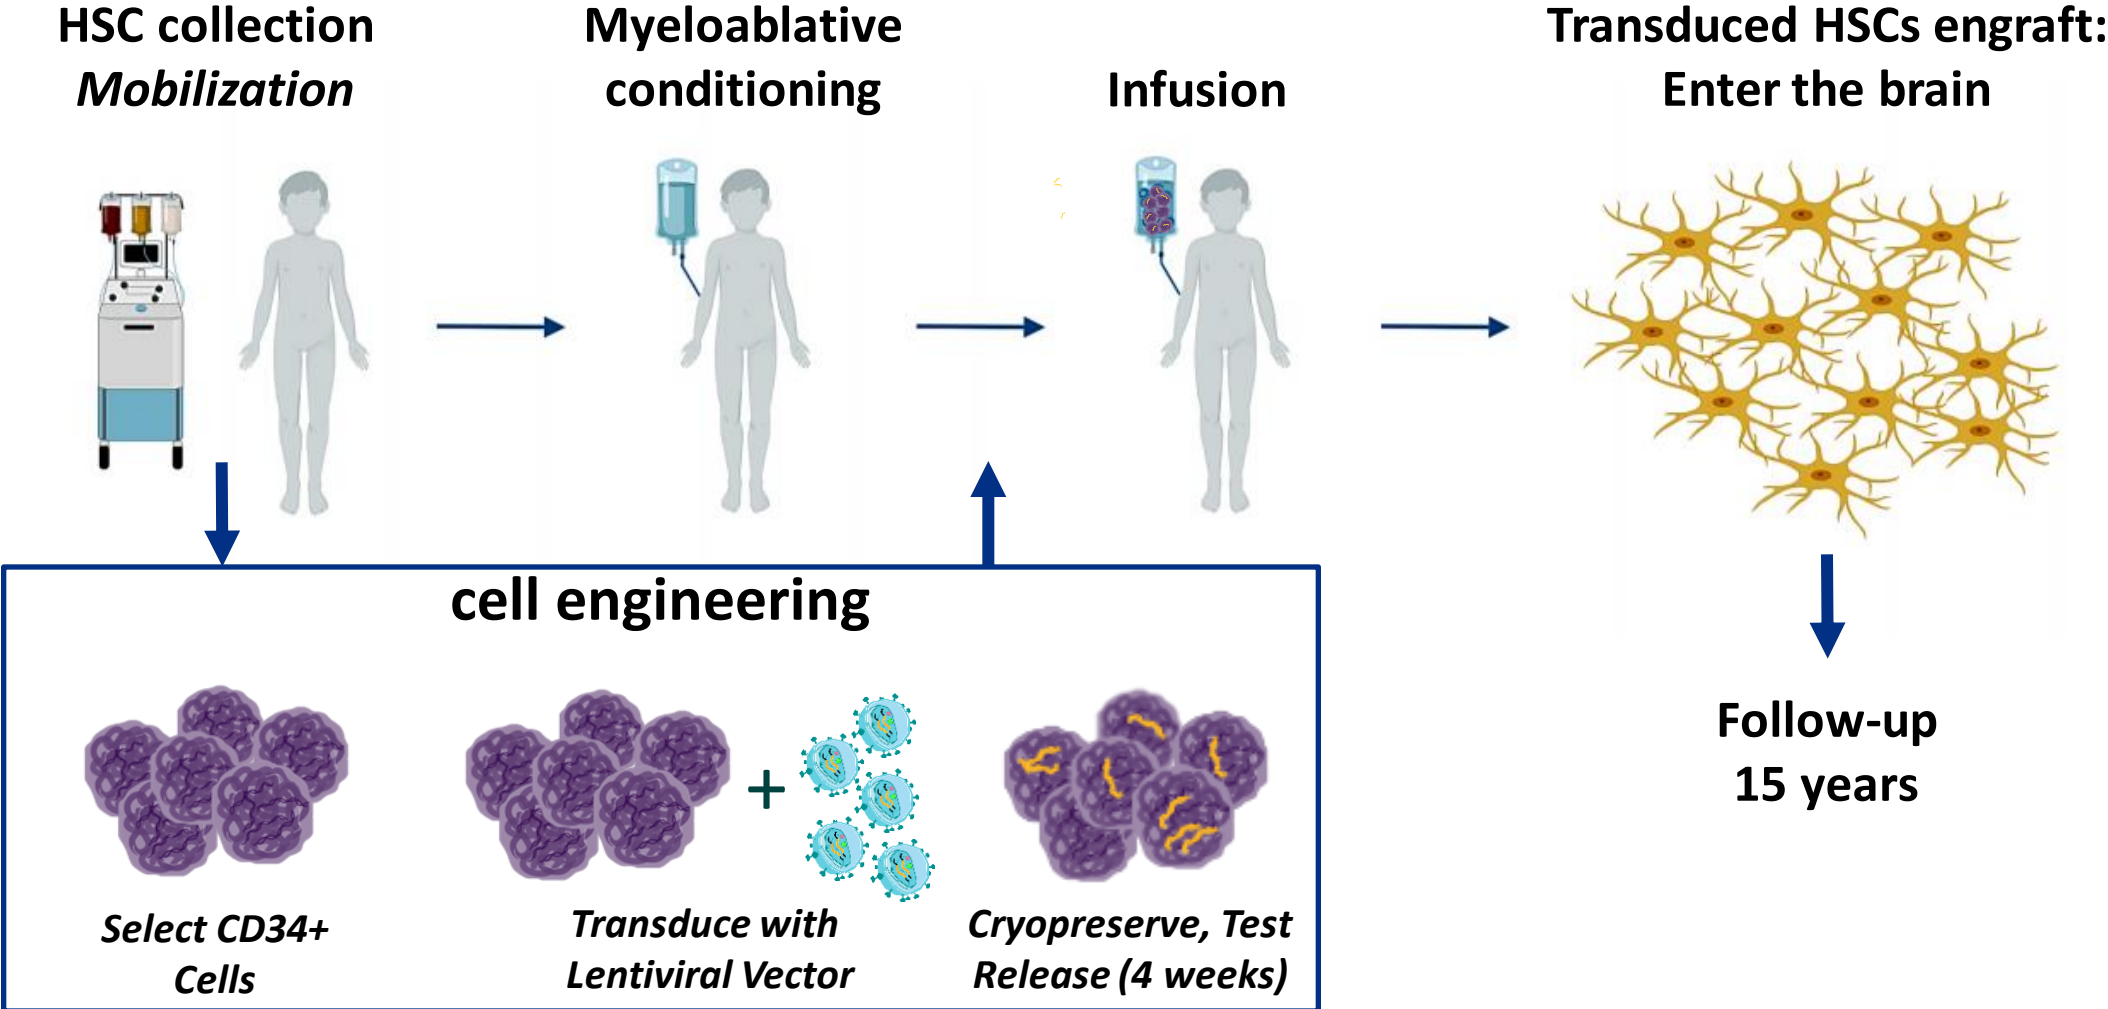 HSC collection
Mobilization
Myeloablative
conditioning
Infusion
Transduced HSCs engraft:
Enter the brain
cell engineering
Select CD34+
Cells
+
Transduce with
Lentiviral Vector
Cryopreserve, Test
Release (4 weeks)
Follow-up
15 years